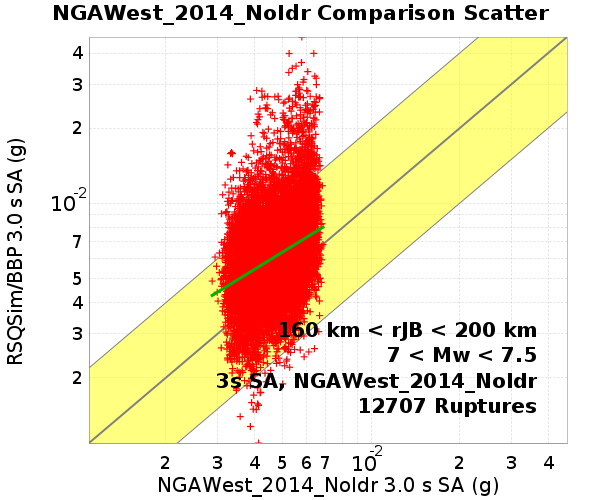 NGAWest_2014_NoIdr Comparison Scatter
4
3
2
10-2
7
5
4
3
2
RSQSim/BBP 3.0 s SA (g)
160 km < rJB < 200 km
7 < Mw < 7.5
3s SA, NGAWest_2014_NoIdr
12707 Ruptures
2 3 4 5 6 7 10-2 2 3 4
NGAWest_2014_NoIdr 3.0 s SA (g)